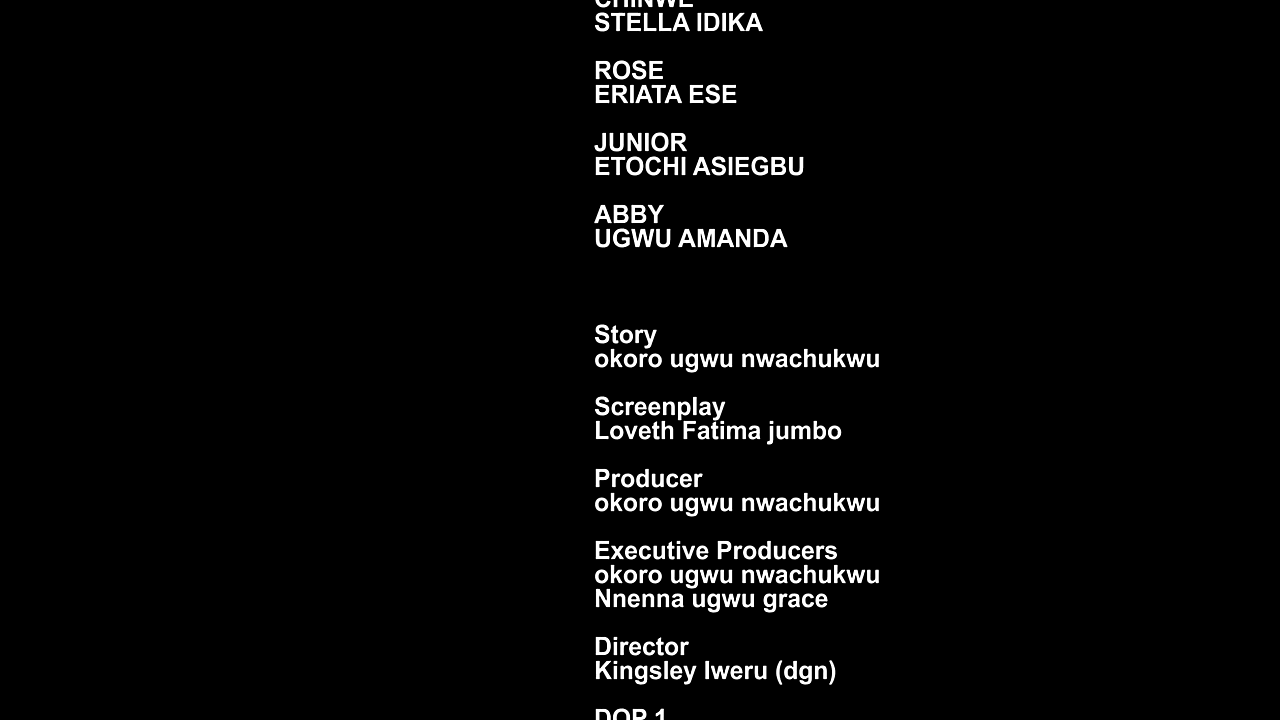 CHINWE
STELLA IDIKA
ROSE
ERIATA ESE
JUNIOR
ETOCHI ASIEGBU
ABBY
UGWU AMANDA
Story
okoro ugwu nwachukwu
Screenplay
Loveth Fatima jumbo
Producer
okoro ugwu nwachukwu
Executive Producers
okoro ugwu nwachukwu
Nnenna ugwu grace
Director
Kingsley Iweru (dgn)
DOP 1